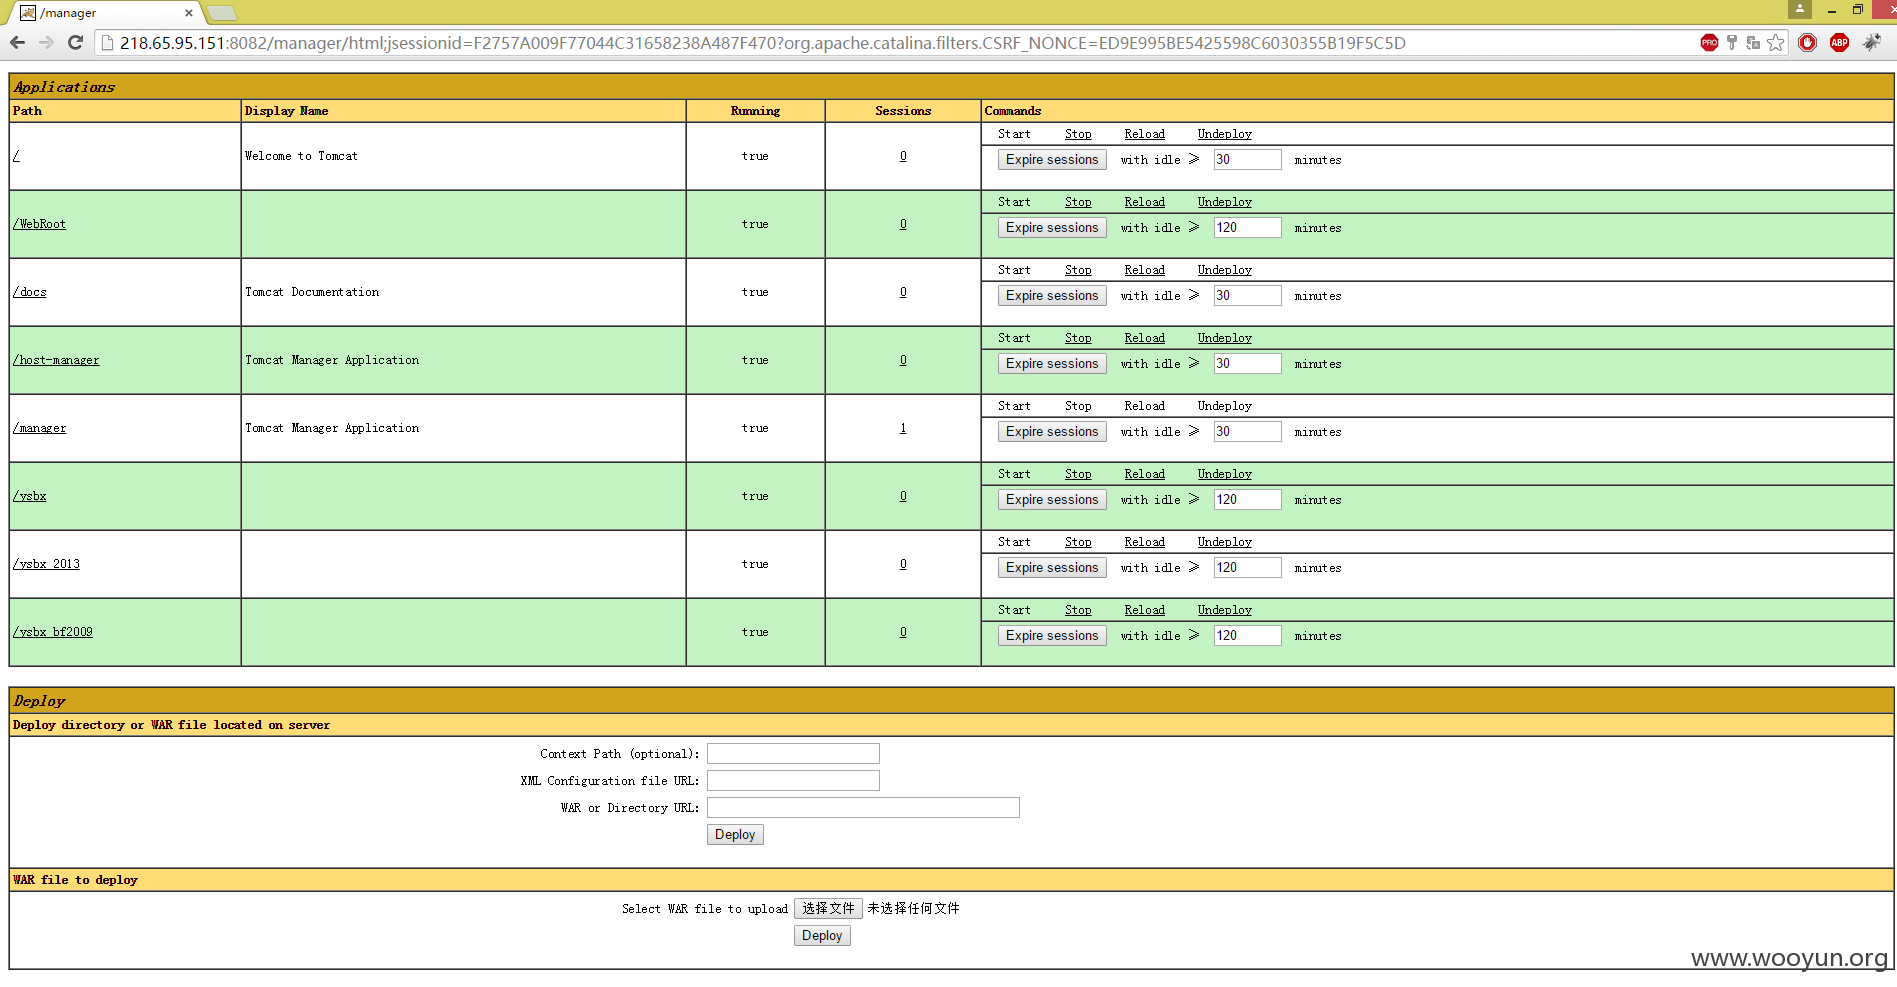 /manager
218.65.95.151:8082/manager/html;jsessionid=F2757A009F77044C31658238A487F470?org.apache.catalina.filters.CSRF_NONCE=ED9E995BE5425598C6030355B19F5C5D
PRO
ABP
Applications
Path Display Name Running Sessions Commands
Start Stop Reload Undeploy
/ Welcome to Tomcat true 0
Expire sessions with idle ≥ 30 minutes
Start Stop Reload Undeploy
/WebRoot true 0
Expire sessions with idle ≥ 120 minutes
Start Stop Reload Undeploy
/docs Tomcat Documentation true 0
Expire sessions with idle ≥ 30 minutes
Start Stop Reload Undeploy
/host-manager Tomcat Manager Application true 0
Expire sessions with idle ≥ 30 minutes
Start Stop Reload Undeploy
/manager Tomcat Manager Application true 1
Expire sessions with idle ≥ 30 minutes
Start Stop Reload Undeploy
/ysbx true 0
Expire sessions with idle ≥ 120 minutes
Start Stop Reload Undeploy
/ysbx_2013 true 0
Expire sessions with idle ≥ 120 minutes
Start Stop Reload Undeploy
/ysbx_bf2009 true 0
Expire sessions with idle ≥ 120 minutes
Deploy
Deploy directory or WAR file located on server
Context Path (optional):
XML Configuration file URL:
WAR or Directory URL:
Deploy
WAR file to deploy
Select WAR file to upload 选择文件 未选择任何文件
Deploy
www.wooyun.org